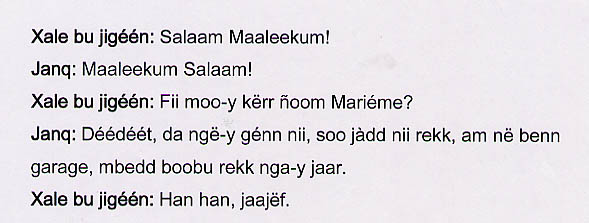 Xale bu jigéén: Salaam Maaleekum!
Janq: Maaleekum Salaam!
Xale bu jigéén: Fii moo-y kërr ñoom Mariéme?
Janq: Déédéét, da ngë-y génn nii, soo jàdd nii rekk, am në benn
garage, mbedd boobu rekk nga-y jaar.
Xale bu jigéén: Han han, jaajëf.